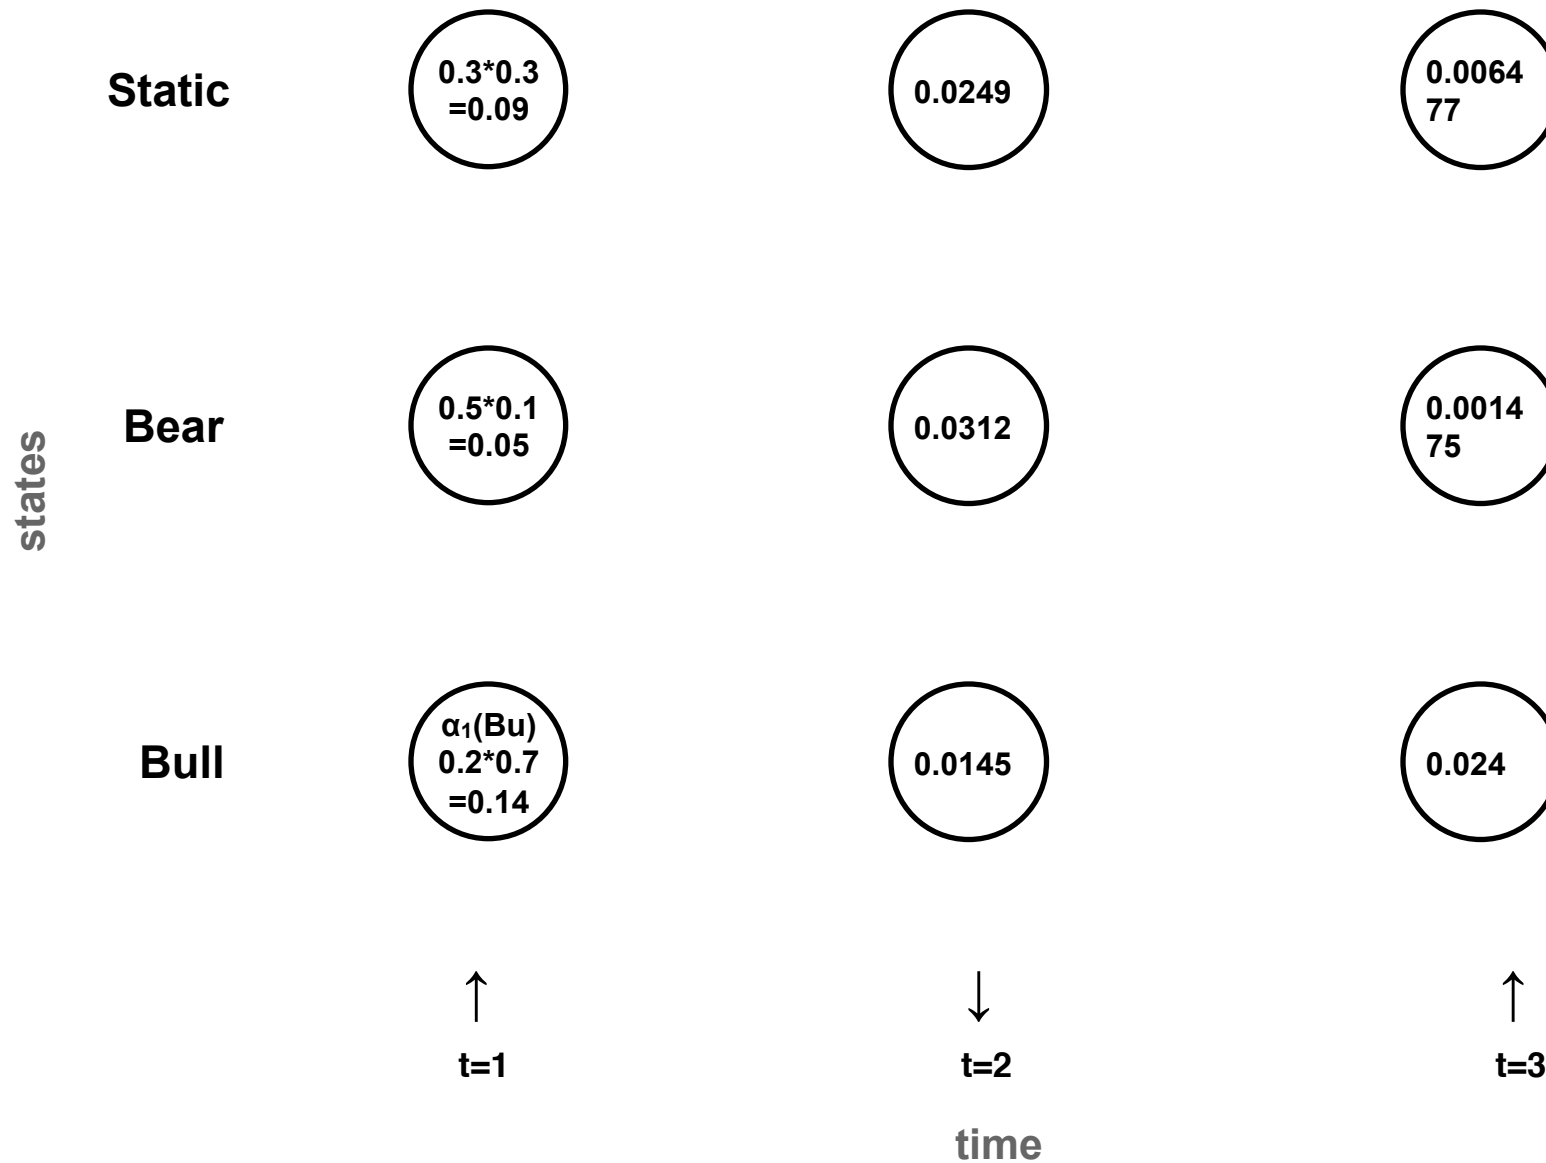 Static
0.3*0.3
=0.09
0.0249
0.0064
77
states
Bear
0.5*0.1
=0.05
0.0312
0.0014
75
Bull
α₁(Bu)
0.2*0.7
=0.14
0.0145
0.024
↑
↓
↑
t=1
t=2
t=3
time